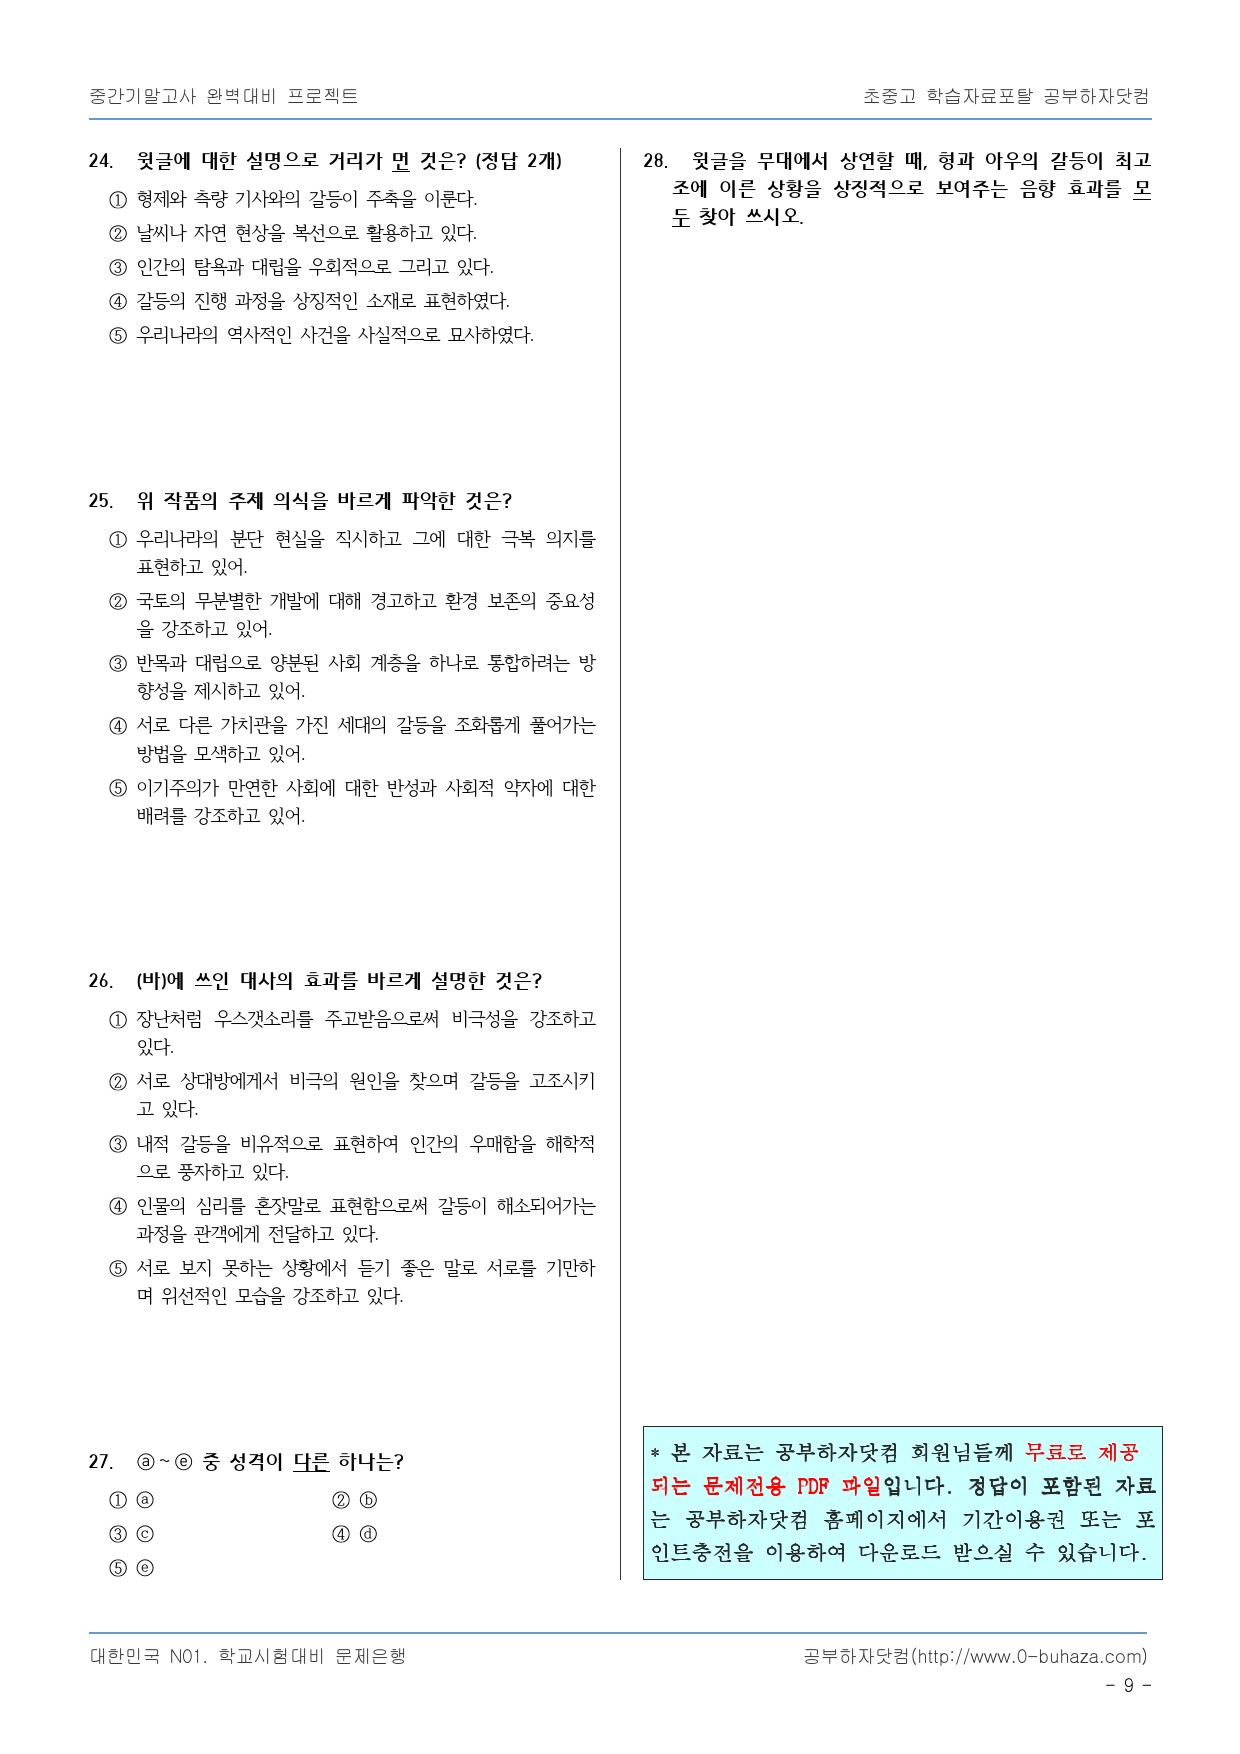 중간기말고사 완벽대비 프로젝트
초중고 학습자료포탈 공부하자닷컴
24. 윗글에 대한 설명으로 거리가 먼 것은? (정답 2개)
① 형제와 측량 기사와의 갈등이 주축을 이룬다.
② 날씨나 자연 현상을 복선으로 활용하고 있다.
③ 인간의 탐욕과 대립을 우회적으로 그리고 있다.
④ 갈등의 진행 과정을 상징적인 소재로 표현하였다.
⑤ 우리나라의 역사적인 사건을 사실적으로 묘사하였다.
25. 위 작품의 주제 의식을 바르게 파악한 것은?
① 우리나라의 분단 현실을 직시하고 그에 대한 극복 의지를
표현하고 있어.
② 국토의 무분별한 개발에 대해 경고하고 환경 보존의 중요성
을 강조하고 있어.
③ 반목과 대립으로 양분된 사회 계층을 하나로 통합하려는 방
향성을 제시하고 있어.
④ 서로 다른 가치관을 가진 세대의 갈등을 조화롭게 풀어가는
방법을 모색하고 있어.
⑤ 이기주의가 만연한 사회에 대한 반성과 사회적 약자에 대한
배려를 강조하고 있어.
26. (바)에 쓰인 대사의 효과를 바르게 설명한 것은?
① 장난처럼 우스갯소리를 주고받음으로써 비극성을 강조하고
있다.
② 서로 상대방에게서 비극의 원인을 찾으며 갈등을 고조시키
고 있다.
③ 내적 갈등을 비유적으로 표현하여 인간의 우매함을 해학적
으로 풍자하고 있다.
④ 인물의 심리를 혼잣말로 표현함으로써 갈등이 해소되어가는
과정을 관객에게 전달하고 있다.
⑤ 서로 보지 못하는 상황에서 듣기 좋은 말로 서로를 기만하
며 위선적인 모습을 강조하고 있다.
27. ⓐ~ⓔ 중 성격이 다른 하나는?
① ⓐ ② ⓑ
③ ⓒ ④ ⓓ
⑤ ⓔ
28. 윗글을 무대에서 상연할 때, 형과 아우의 갈등이 최고
조에 이른 상황을 상징적으로 보여주는 음향 효과를 모
두 찾아 쓰시오.
* 본 자료는 공부하자닷컴 회원님들께 무료로 제공
되는 문제전용 PDF 파일입니다. 정답이 포함된 자료
는 공부하자닷컴 홈페이지에서 기간이용권 또는 포
인트충전을 이용하여 다운로드 받으실 수 있습니다.
대한민국 N01. 학교시험대비 문제은행
공부하자닷컴(http://www.0-buhaza.com)
- 9 -